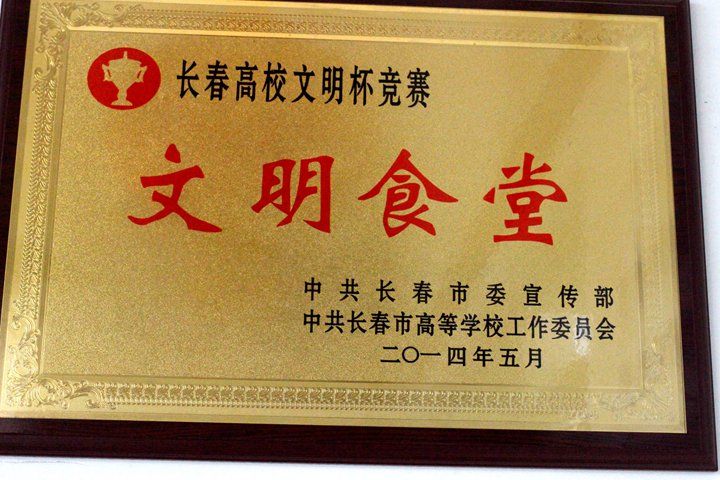 长春高校文明杯竞赛
文明食堂
中共长春市委宣传部
中共长春市高等学校工作委员会
二〇一四年五月